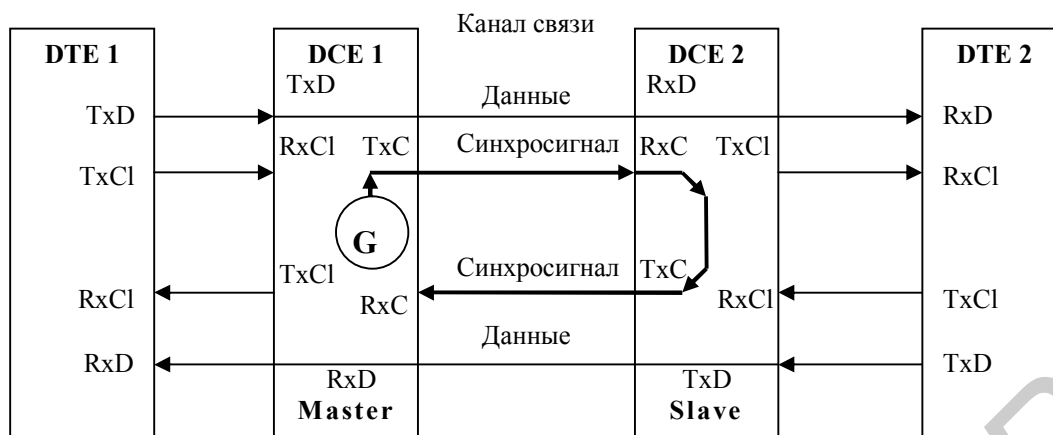 Канал связи
DTE 1 DCE 1 DCE 2 DTE 2
TxD RxD
TxD Данные RxD
RxCl TxC Синхросигнал RxC TxCl
TxCl RxCl
G
TxCl Синхросигнал TxC
RxCl RxC RxCl TxCl
Данные
RxD TxD
RxD TxD
Master Slave